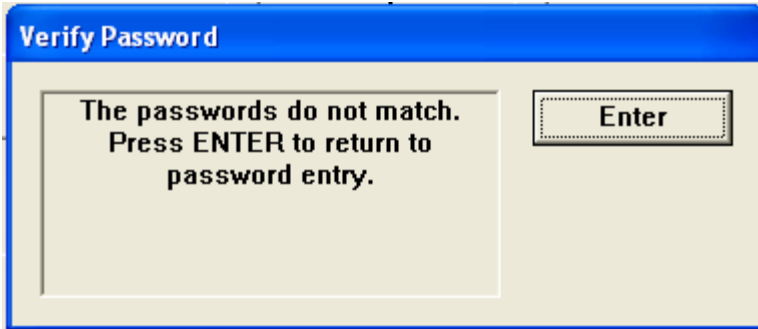 Verify Password
The passwords do not match.
Press ENTER to return to
password entry.
Enter